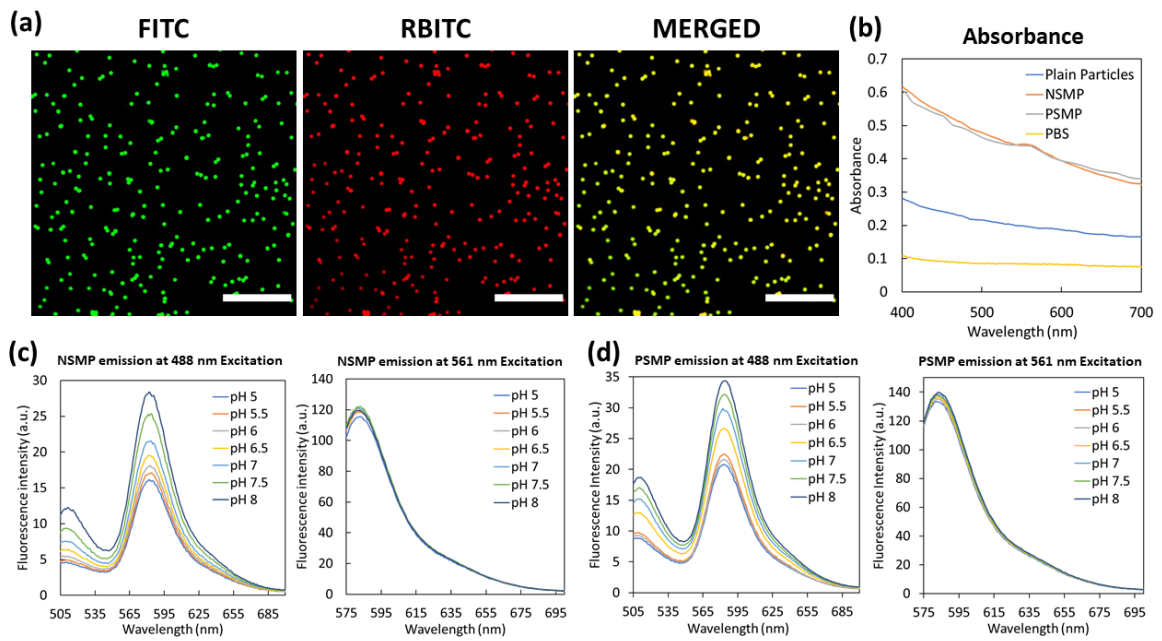 (a)
FITC
RBITC
MERGED
(b)
Absorbance
0.7
0.6
0.5
0.4
0.3
0.2
0.1
0
Absorbance
Plain Particles
NSMP
PSMP
PBS
400
500
600
700
Wavelength (nm)
(c)
NSMP emission at 488 nm Excitation
30
25
20
15
10
5
0
Fluorescence Intensity (a.u.)
pH 5
pH 5.5
pH 6
pH 6.5
pH 7
pH 7.5
pH 8
505
535
565
595
625
655
685
Wavelength (nm)
NSMP emission at 561 nm Excitation
140
120
100
80
60
40
20
0
Fluorescence Intensity (a.u.)
pH 5
pH 5.5
pH 6
pH 6.5
pH 7
pH 7.5
pH 8
575
595
615
635
655
675
695
Wavelength (nm)
(d)
PSMP emission at 488 nm Excitation
35
30
25
20
15
10
5
0
Fluorescence Intensity (a.u.)
pH 5
pH 5.5
pH 6
pH 6.5
pH 7
pH 7.5
pH 8
505
535
565
595
625
655
685
Wavelength (nm)
PSMP emission at 561 nm Excitation
140
120
100
80
60
40
20
0
Fluorescence Intensity (a.u.)
pH 5
pH 5.5
pH 6
pH 6.5
pH 7
pH 7.5
pH 8
575
595
615
635
655
675
695
Wavelength (nm)